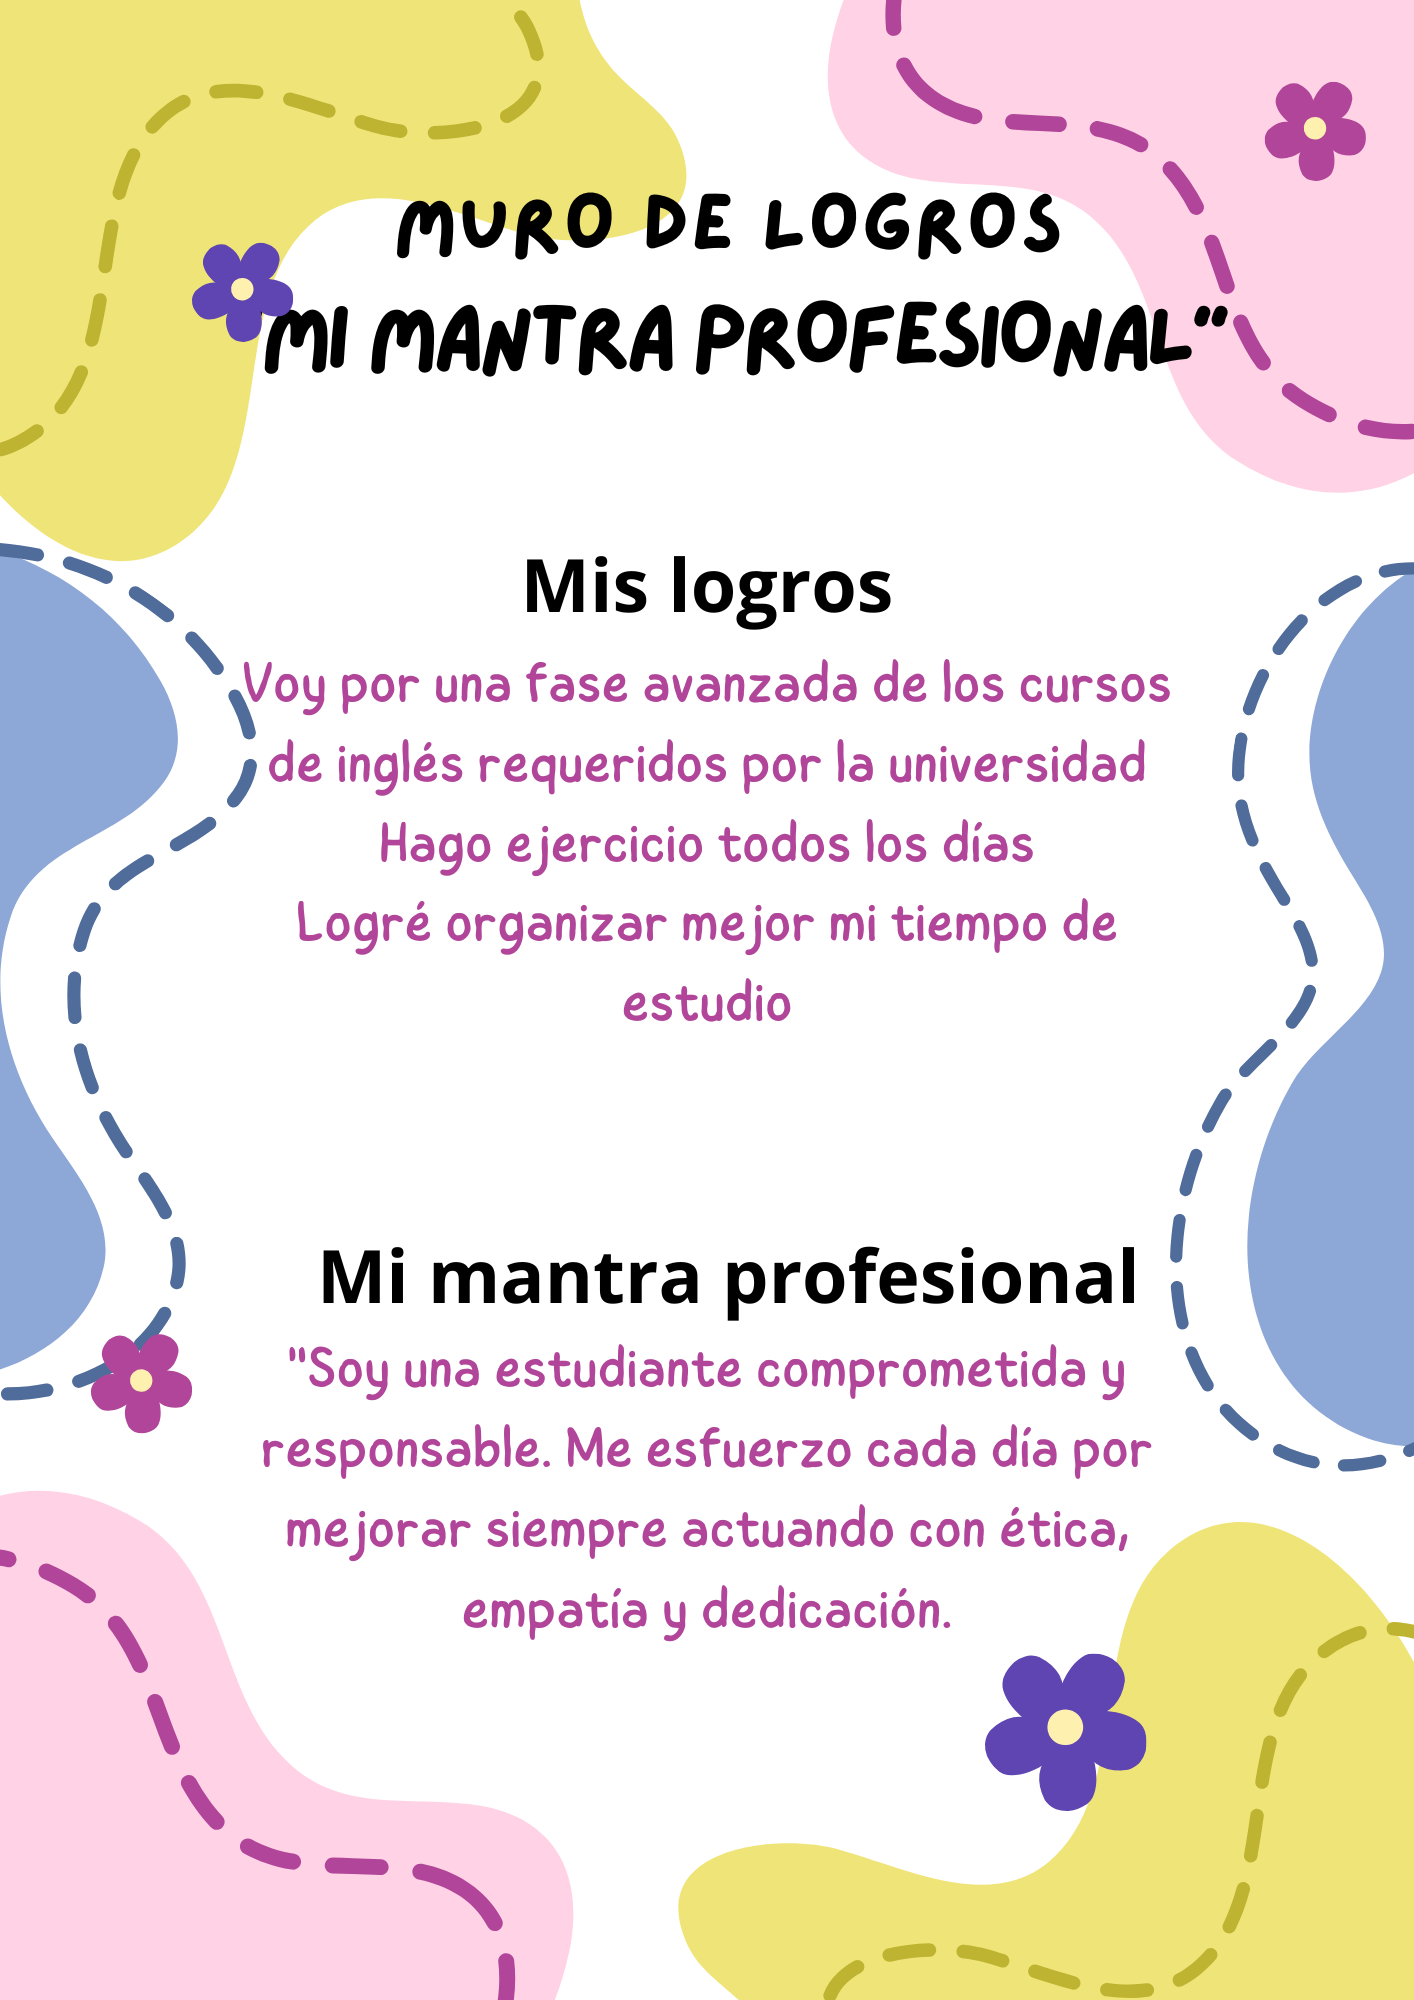 MURO DE LOGROS
MI MANTRA PROFESIONAL"
Mis logros
Voy por una fase avanzada de los cursos
de inglés requeridos por la universidad
Hago ejercicio todos los días
Logré organizar mejor mi tiempo de
estudio
Mi mantra profesional
"Soy una estudiante comprometida y
responsable. Me esfuerzo cada día por
mejorar siempre actuando con ética,
empatía y dedicación.